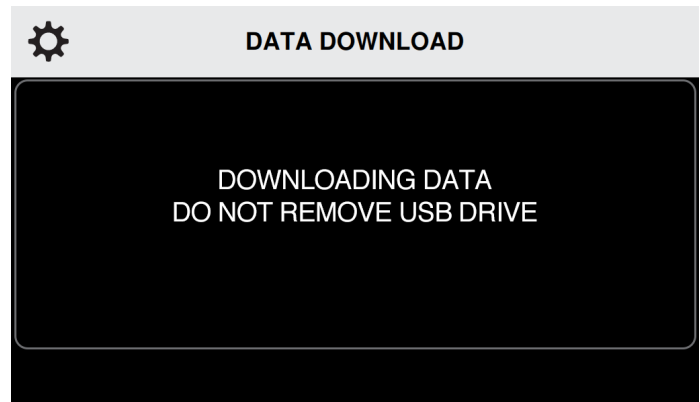 DATA DOWNLOAD
DOWNLOADING DATA
DO NOT REMOVE USB DRIVE